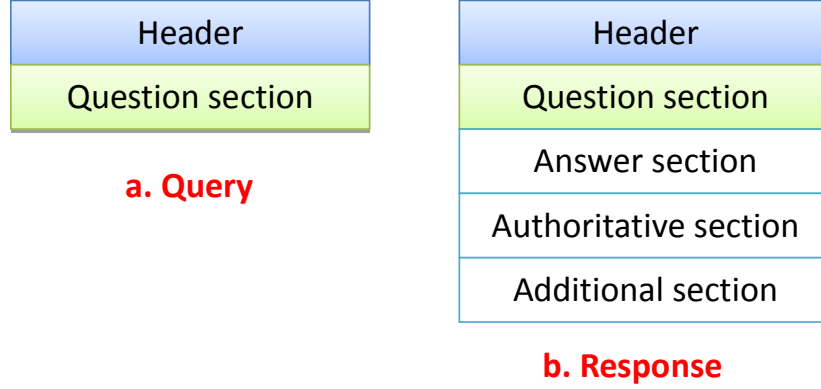 Header
Question section
a. Query
Header
Question section
Answer section
Authoritative section
Additional section
b. Response